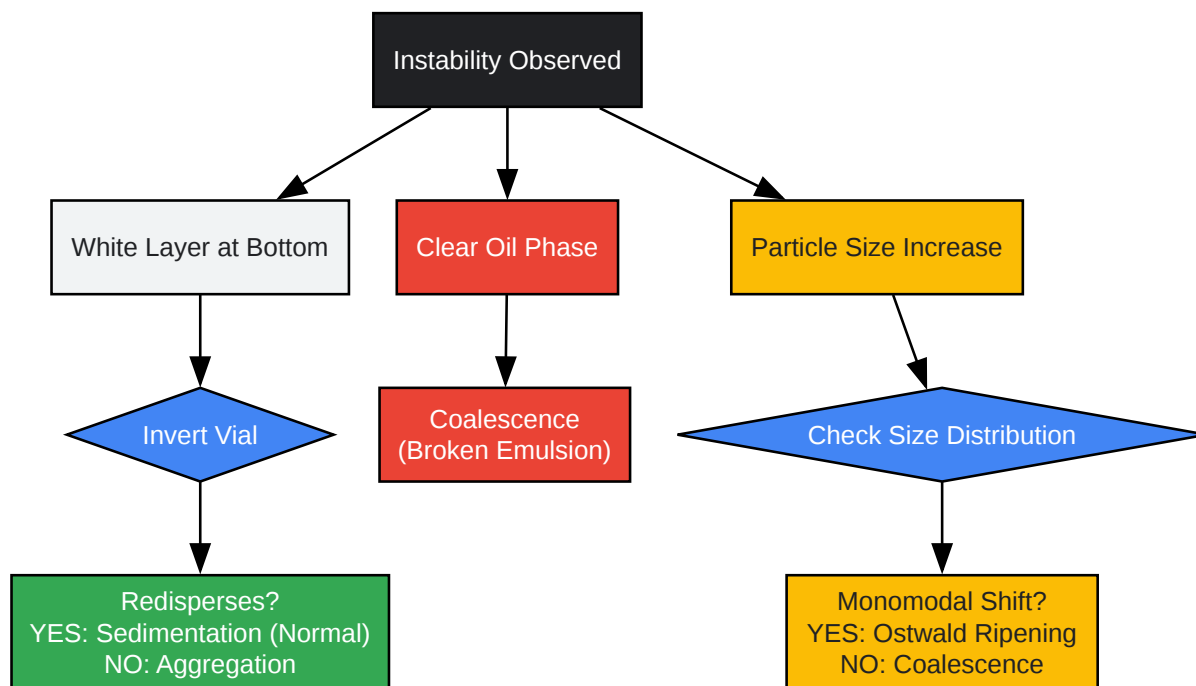 Instability Observed
White Layer at Bottom
Clear Oil Phase
Particle Size Increase
Invert Vial
Coalescence
(Broken Emulsion)
Check Size Distribution
Redisperses?
YES: Sedimentation (Normal)
NO: Aggregation
Monomodal Shift?
YES: Ostwald Ripening
NO: Coalescence